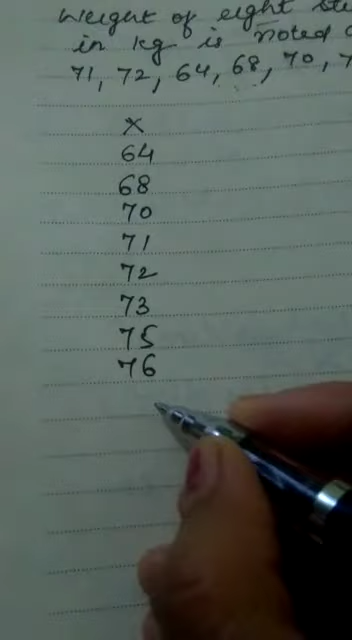 Weight of eight
in kg is noted
71, 72, 64, 68, 70,
X
64
68
70
71
72
73
75
76